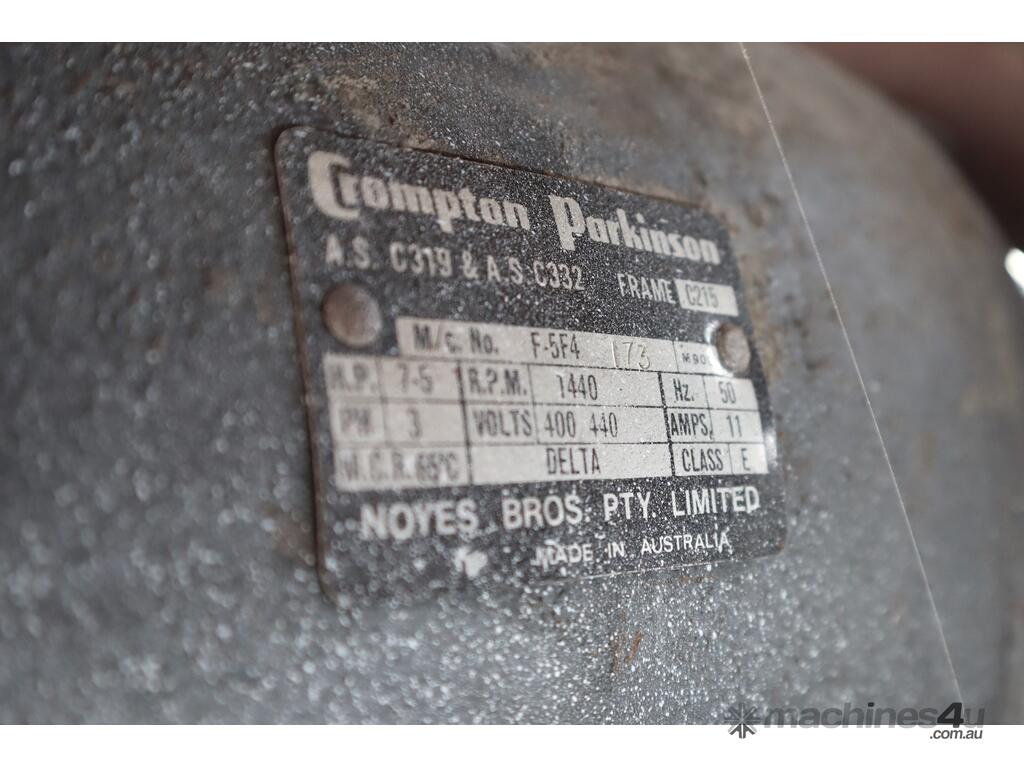 Crompton Parkinson
A.S. C319 & A.S. C332 FRAME C215
M/c. No. F-5F4 173
H.P. 7-5 R.P.M. 1440 Hz. 50
PH 3 VOLTS 400 440 AMPS. 11
M.C.R. 65°C DELTA CLASS E
NOYES BROS. PTY. LIMITED
MADE IN AUSTRALIA
machines4u
.com.au